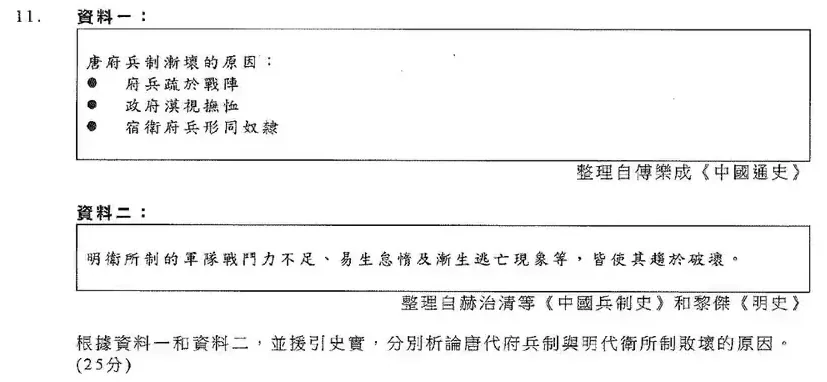 11. 資料一：
唐府兵制漸壞的原因：
● 府兵疏於戰陣
● 政府漠視撫恤
● 宿衛府兵形同奴隸
整理自傅樂成《中國通史》
資料二：
明衞所制的軍隊戰鬥力不足、易生怠惰及漸生逃亡現象等，皆使其趨於破壞。
整理自赫治清等《中國兵制史》和黎傑《明史》
根據資料一和資料二，並援引史實，分別析論唐代府兵制與明代衞所制敗壞的原因。
(25分)